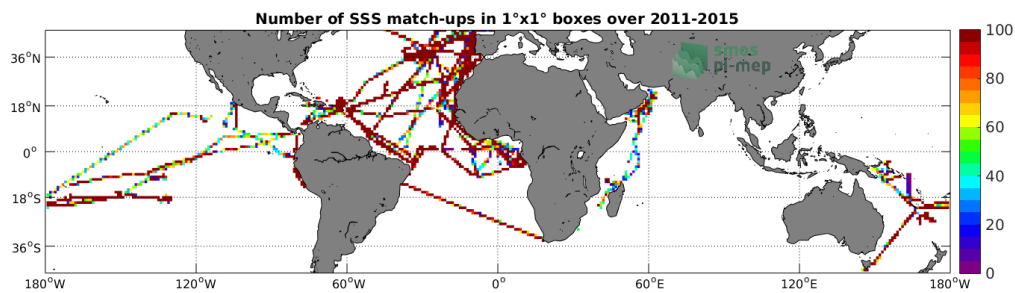 Number of SSS match-ups in 1°x1° boxes over 2011-2015
smos
pi-mep
36°N
18°N
0°
18°S
36°S
180°W 120°W 60°W 0° 60°E 120°E 180°W
100
80
60
40
20
0